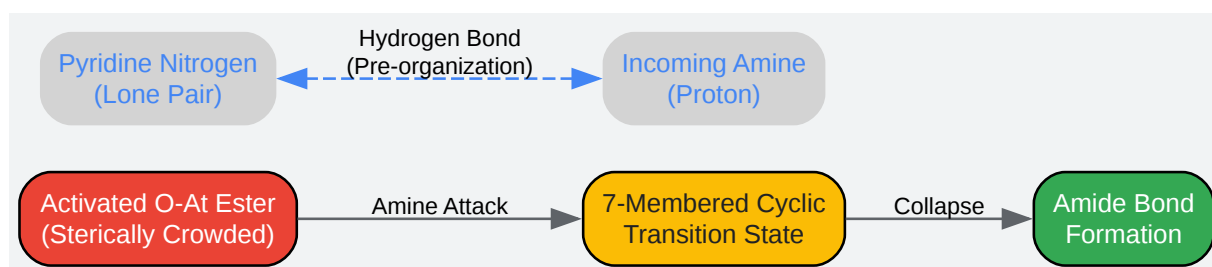 Pyridine Nitrogen
(Lone Pair)
Hydrogen Bond
(Pre-organization)
Incoming Amine
(Proton)
Activated O-At Ester
(Sterically Crowded)
Amine Attack
7-Membered Cyclic
Transition State
Collapse
Amide Bond
Formation